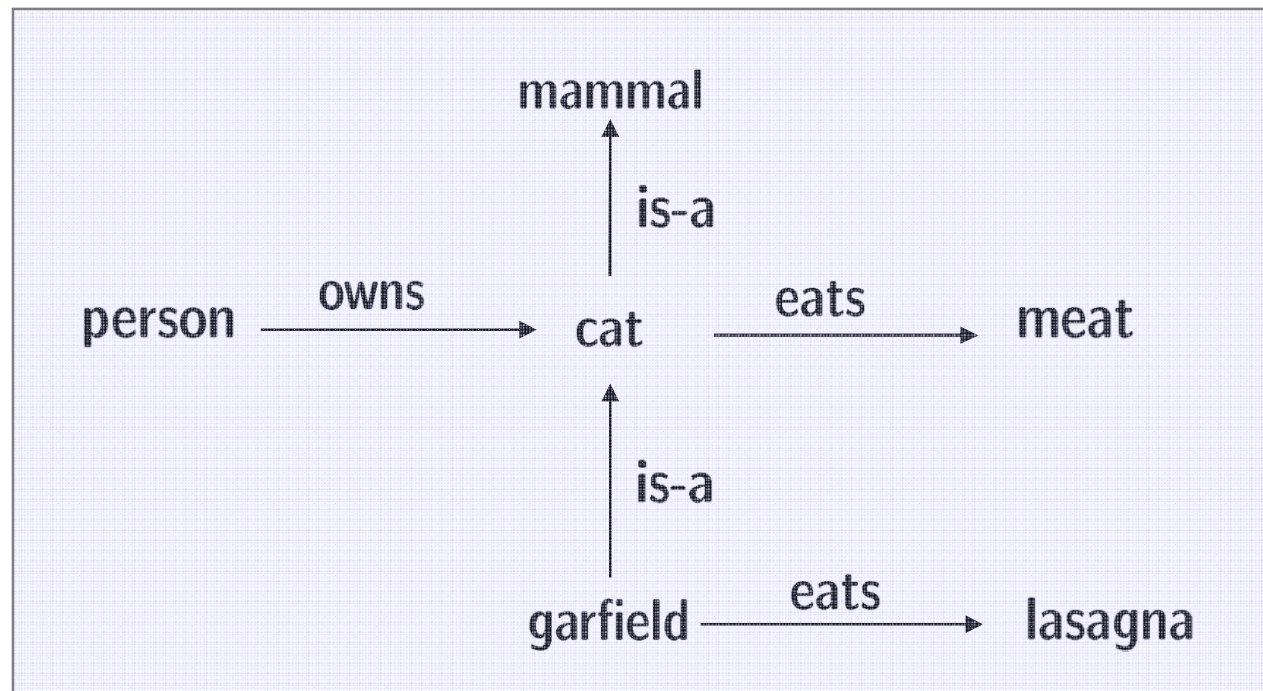 mammal
is-a
owns
eats
person
cat
meat
is-a
eats
garfield
lasagna